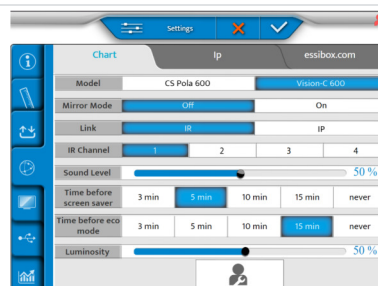 Settings
Chart Ip essibox.com
Model CS Pola 600 Vision-C 600
Mirror Mode Off On
Link IR IP
IR Channel 1 2 3 4
Sound Level 50 %
Time before screen saver 3 min 5 min 10 min 15 min never
Time before eco mode 3 min 5 min 10 min 15 min never
Luminosity 50 %